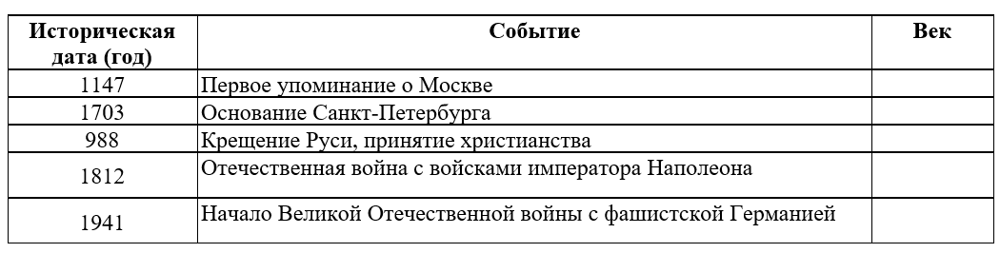 Историческая дата (год) Событие Век
1147 Первое упоминание о Москве
1703 Основание Санкт-Петербурга
988 Крещение Руси, принятие христианства
1812 Отечественная война с войсками императора Наполеона
1941 Начало Великой Отечественной войны с фашистской Германией